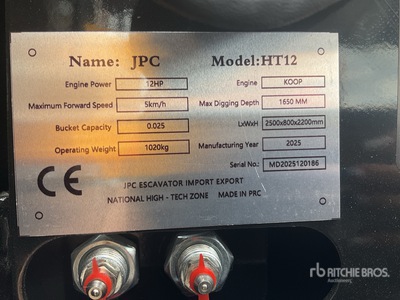 Name: JPC Model:HT12
Engine Power 12HP Engine KOOP
Maximum Forward Speed 5km/h Max Digging Depth 1650 MM
Bucket Capacity 0.025 LxWxH 2500x800x2200mm
Operating Weight 1020kg Manufacturing Year 2025
Serial No.: MD2025120186
CE JPC ESCAVATOR IMPORT EXPORT
NATIONAL HIGH - TECH ZONE MADE IN PRC
rb RITCHIE BROS.
Auctioneers